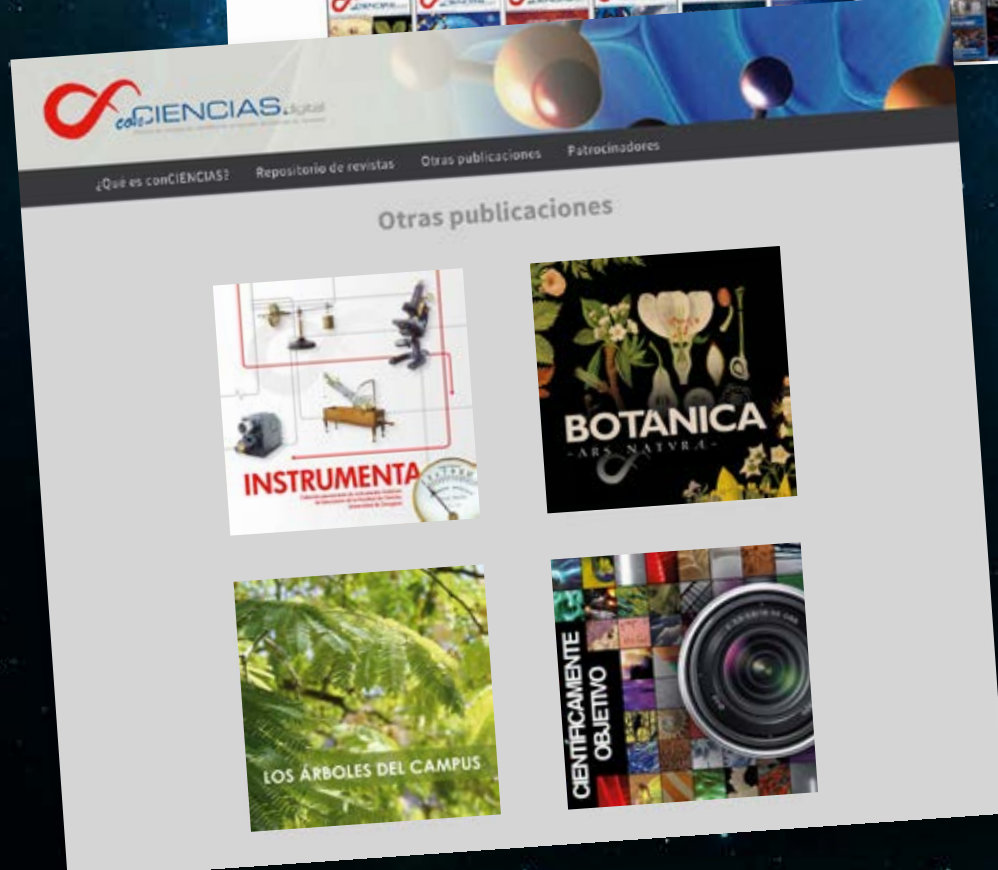 conCIENCIAS.digital
¿Qué es conCIENCIAS?
Repositorio de revistas
Otras publicaciones
Patrocinadores
Otras publicaciones
INSTRUMENTA
BOTANICA
-ARS NATVRÆ-
LOS ÁRBOLES DEL CAMPUS
CIENTÍFICAMENTE
OBJETIVO